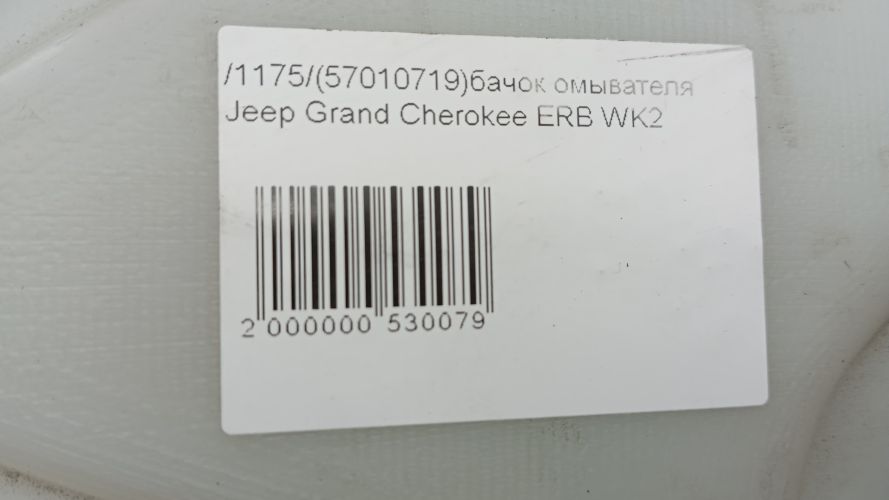 /1175/(57010719)бачок омывателя
Jeep Grand Cherokee ERB WK2
2 000000 530079